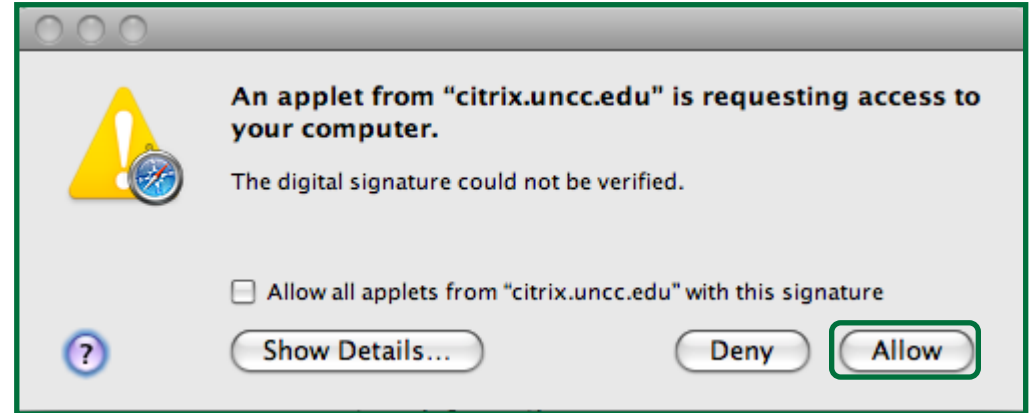 An applet from “citrix.uncc.edu” is requesting access to
your computer.
The digital signature could not be verified.
Allow all applets from “citrix.uncc.edu” with this signature
?
Show Details...
Deny
Allow